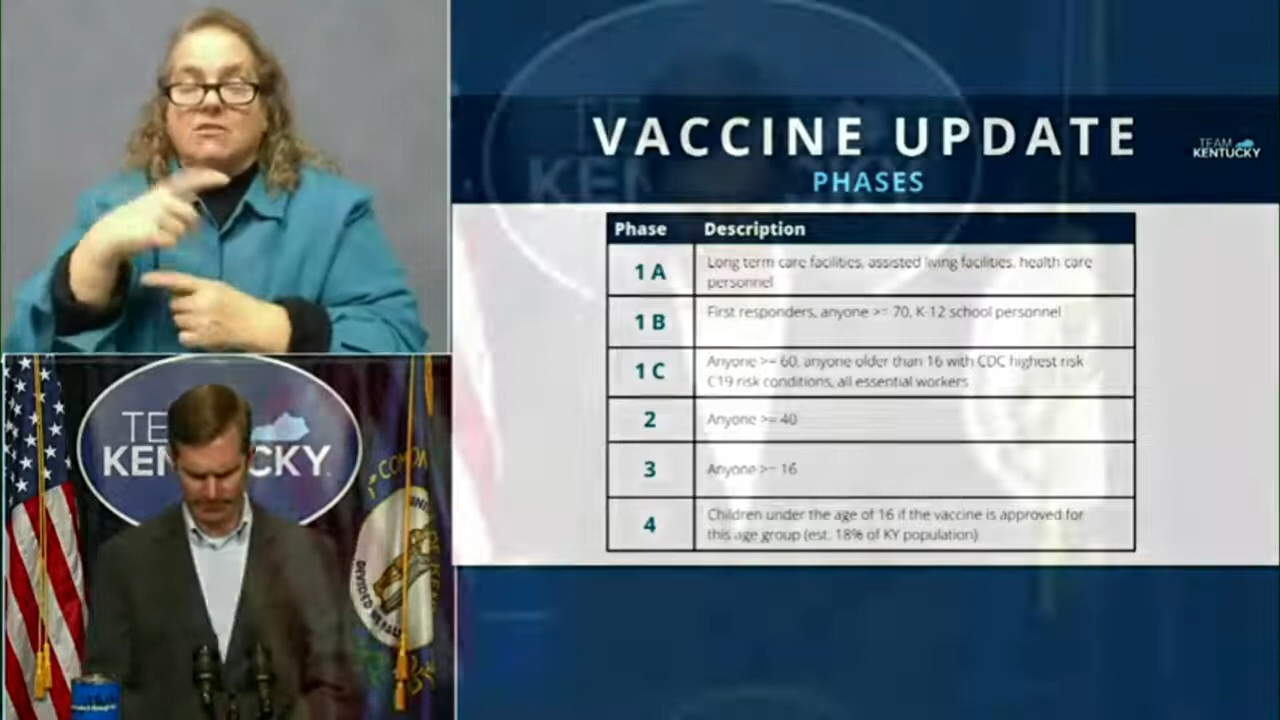 VACCINE UPDATE
PHASES
TEAM
KENTUCKY
Phase Description
1 A Long term care facilities, assisted living facilities, health care
personnel
1 B First responders, anyone >= 70, K-12 school personnel
1 C Anyone >= 60, anyone older than 16 with CDC highest risk
C19 risk conditions, all essential workers
2 Anyone >= 40
3 Anyone >= 16
4 Children under the age of 16 if the vaccine is approved for
this age group (est. 18% of KY population)
TE
KEN CKY